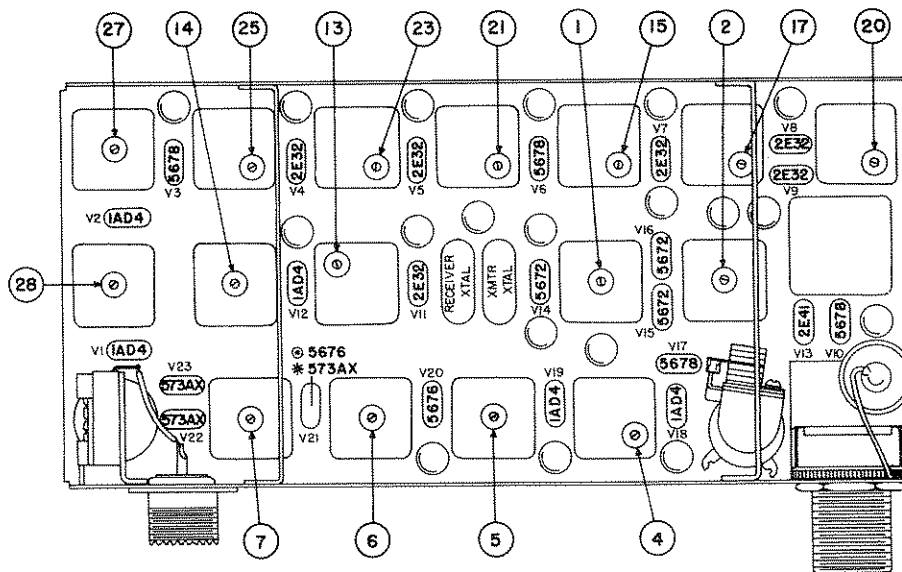 27 14 25 13 23 21 1 15 2 17 20
V3 5678
V4 2E32
V5 2E32
V6 5678
V7 2E32
V8 2E32
2E32 V9
V2 1AD4
28
1AD4 V12
2E32 V11
RECEIVER XTAL
XMTR XTAL
5672 V14
V16 5672
5672 V15
2E41 V13
5678 V10
V1 1AD4
V23 573AX
573AX V22
⊙ 5676
✳ 573AX
V21
V20 5676
V19 1AD4
V17 5678
1AD4 V18
7 6 5 4